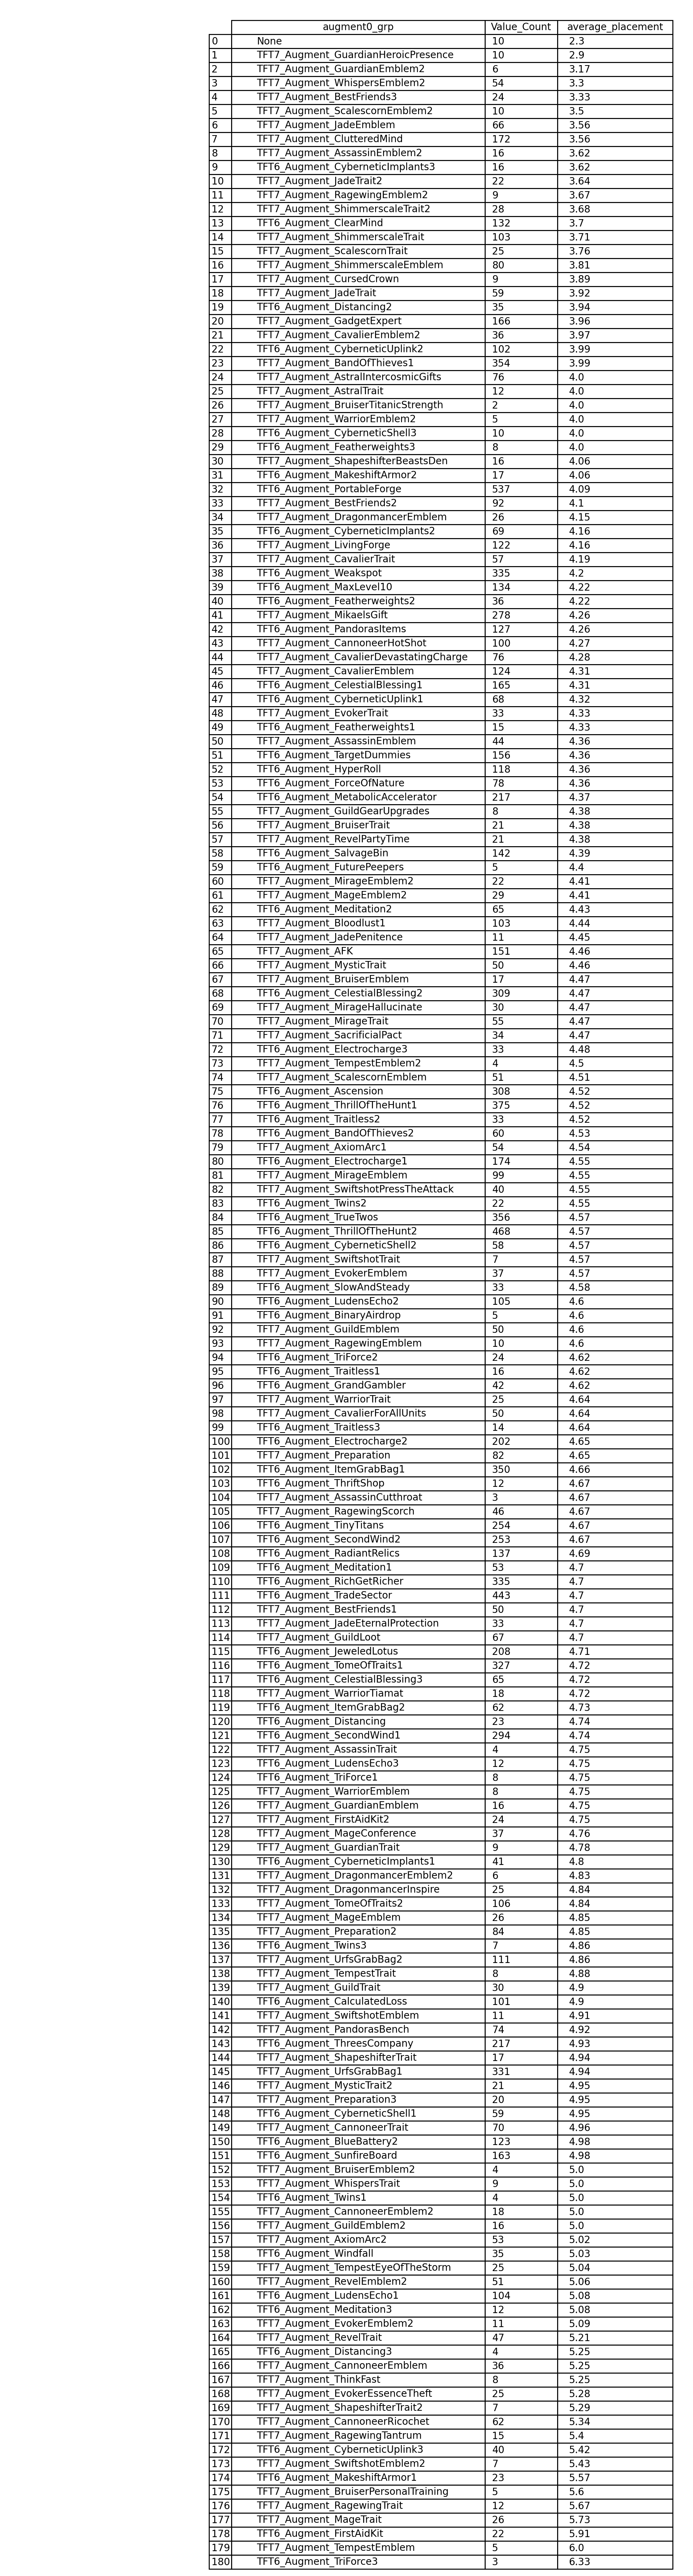 augment0_grp Value_Count average_placement
0 None 10 2.3
1 TFT7_Augment_GuardianHeroicPresence 10 2.9
2 TFT7_Augment_GuardianEmblem2 6 3.17
3 TFT7_Augment_WhispersEmblem2 54 3.3
4 TFT7_Augment_BestFriends3 24 3.33
5 TFT7_Augment_ScalescornEmblem2 10 3.5
6 TFT7_Augment_JadeEmblem 66 3.56
7 TFT7_Augment_ClutteredMind 172 3.56
8 TFT7_Augment_AssassinEmblem2 16 3.62
9 TFT6_Augment_CyberneticImplants3 16 3.62
10 TFT7_Augment_JadeTrait2 22 3.64
11 TFT7_Augment_RagewingEmblem2 9 3.67
12 TFT7_Augment_ShimmerscaleTrait2 28 3.68
13 TFT6_Augment_ClearMind 132 3.7
14 TFT7_Augment_ShimmerscaleTrait 103 3.71
15 TFT7_Augment_ScalescornTrait 25 3.76
16 TFT7_Augment_ShimmerscaleEmblem 80 3.81
17 TFT7_Augment_CursedCrown 9 3.89
18 TFT7_Augment_JadeTrait 59 3.92
19 TFT6_Augment_Distancing2 35 3.94
20 TFT7_Augment_GadgetExpert 166 3.96
21 TFT7_Augment_CavalierEmblem2 36 3.97
22 TFT6_Augment_CyberneticUplink2 102 3.99
23 TFT7_Augment_BandOfThieves1 354 3.99
24 TFT7_Augment_AstralIntercosmicGifts 76 4.0
25 TFT7_Augment_AstralTrait 12 4.0
26 TFT7_Augment_BruiserTitanicStrength 2 4.0
27 TFT7_Augment_WarriorEmblem2 5 4.0
28 TFT6_Augment_CyberneticShell3 10 4.0
29 TFT6_Augment_Featherweights3 8 4.0
30 TFT7_Augment_ShapeshifterBeastsDen 16 4.06
31 TFT6_Augment_MakeshiftArmor2 17 4.06
32 TFT6_Augment_PortableForge 537 4.09
33 TFT7_Augment_BestFriends2 92 4.1
34 TFT7_Augment_DragonmancerEmblem 26 4.15
35 TFT6_Augment_CyberneticImplants2 69 4.16
36 TFT7_Augment_LivingForge 122 4.16
37 TFT7_Augment_CavalierTrait 57 4.19
38 TFT6_Augment_Weakspot 335 4.2
39 TFT7_Augment_MaxLevel10 134 4.22
40 TFT6_Augment_Featherweights2 36 4.22
41 TFT7_Augment_MikaelsGift 278 4.26
42 TFT6_Augment_PandorasItems 127 4.26
43 TFT7_Augment_CannoneerHotShot 100 4.27
44 TFT7_Augment_CavalierDevastatingCharge 76 4.28
45 TFT7_Augment_CavalierEmblem 124 4.31
46 TFT6_Augment_CelestialBlessing1 165 4.31
47 TFT6_Augment_CyberneticUplink1 68 4.32
48 TFT7_Augment_EvokerTrait 33 4.33
49 TFT6_Augment_Featherweights1 15 4.33
50 TFT7_Augment_AssassinEmblem 44 4.36
51 TFT6_Augment_TargetDummies 156 4.36
52 TFT6_Augment_HyperRoll 118 4.36
53 TFT6_Augment_ForceOfNature 78 4.36
54 TFT6_Augment_MetabolicAccelerator 217 4.37
55 TFT7_Augment_GuildGearUpgrades 8 4.38
56 TFT7_Augment_BruiserTrait 21 4.38
57 TFT7_Augment_RevelPartyTime 21 4.38
58 TFT6_Augment_SalvageBin 142 4.39
59 TFT7_Augment_FuturePeepers 5 4.4
60 TFT7_Augment_MirageEmblem2 22 4.41
61 TFT7_Augment_MageEmblem2 29 4.41
62 TFT6_Augment_Meditation2 65 4.43
63 TFT7_Augment_Bloodlust1 103 4.44
64 TFT7_Augment_JadePenitence 11 4.45
65 TFT7_Augment_AFK 151 4.46
66 TFT7_Augment_MysticTrait 50 4.46
67 TFT7_Augment_BruiserEmblem 17 4.47
68 TFT6_Augment_CelestialBlessing2 309 4.47
69 TFT7_Augment_MirageHallucinate 30 4.47
70 TFT7_Augment_MirageTrait 55 4.47
71 TFT7_Augment_SacrificialPact 34 4.47
72 TFT6_Augment_Electrocharge3 33 4.48
73 TFT7_Augment_TempestEmblem2 4 4.5
74 TFT7_Augment_ScalescornEmblem 51 4.51
75 TFT6_Augment_Ascension 308 4.52
76 TFT6_Augment_ThrillOfTheHunt1 375 4.52
77 TFT6_Augment_Traitless2 33 4.52
78 TFT6_Augment_BandOfThieves2 60 4.53
79 TFT7_Augment_AxiomArc1 54 4.54
80 TFT6_Augment_Electrocharge1 174 4.55
81 TFT7_Augment_MirageEmblem 99 4.55
82 TFT7_Augment_SwiftshotPressTheAttack 40 4.55
83 TFT6_Augment_Twins2 22 4.55
84 TFT6_Augment_TrueTwos 356 4.57
85 TFT6_Augment_ThrillOfTheHunt2 468 4.57
86 TFT6_Augment_CyberneticShell2 58 4.57
87 TFT7_Augment_SwiftshotTrait 7 4.57
88 TFT7_Augment_EvokerEmblem 37 4.57
89 TFT6_Augment_SlowAndSteady 33 4.58
90 TFT6_Augment_LudensEcho2 105 4.6
91 TFT6_Augment_BinaryAirdrop 5 4.6
92 TFT7_Augment_GuildEmblem 50 4.6
93 TFT7_Augment_RagewingEmblem 10 4.6
94 TFT6_Augment_TriForce2 24 4.62
95 TFT6_Augment_Traitless1 16 4.62
96 TFT6_Augment_GrandGambler 42 4.62
97 TFT7_Augment_WarriorTrait 25 4.64
98 TFT7_Augment_CavalierForAllUnits 50 4.64
99 TFT6_Augment_Traitless3 14 4.64
100 TFT6_Augment_Electrocharge2 202 4.65
101 TFT7_Augment_Preparation 82 4.65
102 TFT6_Augment_ItemGrabBag1 350 4.66
103 TFT6_Augment_ThriftShop 12 4.67
104 TFT7_Augment_AssassinCutthroat 3 4.67
105 TFT7_Augment_RagewingScorch 46 4.67
106 TFT6_Augment_TinyTitans 254 4.67
107 TFT6_Augment_SecondWind2 253 4.67
108 TFT6_Augment_RadiantRelics 137 4.69
109 TFT6_Augment_Meditation1 53 4.7
110 TFT7_Augment_RichGetRicher 335 4.7
111 TFT6_Augment_TradeSector 443 4.7
112 TFT7_Augment_BestFriends1 50 4.7
113 TFT7_Augment_JadeEternalProtection 33 4.7
114 TFT7_Augment_GuildLoot 67 4.7
115 TFT6_Augment_JeweledLotus 208 4.71
116 TFT6_Augment_TomeOfTraits1 327 4.72
117 TFT6_Augment_CelestialBlessing3 65 4.72
118 TFT7_Augment_WarriorTiamat 18 4.72
119 TFT6_Augment_ItemGrabBag2 62 4.73
120 TFT6_Augment_Distancing 23 4.74
121 TFT6_Augment_SecondWind1 294 4.74
122 TFT7_Augment_AssassinTrait 4 4.75
123 TFT6_Augment_LudensEcho3 12 4.75
124 TFT6_Augment_TriForce1 8 4.75
125 TFT7_Augment_WarriorEmblem 8 4.75
126 TFT7_Augment_GuardianEmblem 16 4.75
127 TFT7_Augment_FirstAidKit2 24 4.75
128 TFT7_Augment_MageConference 37 4.76
129 TFT7_Augment_GuardianTrait 9 4.78
130 TFT6_Augment_CyberneticImplants1 41 4.8
131 TFT7_Augment_DragonmancerEmblem2 6 4.83
132 TFT7_Augment_DragonmancerInspire 25 4.84
133 TFT7_Augment_TomeOfTraits2 106 4.84
134 TFT7_Augment_MageEmblem 26 4.85
135 TFT7_Augment_Preparation2 84 4.85
136 TFT6_Augment_Twins3 7 4.86
137 TFT7_Augment_UrfsGrabBag2 111 4.86
138 TFT7_Augment_TempestTrait 8 4.88
139 TFT7_Augment_GuildTrait 30 4.9
140 TFT6_Augment_CalculatedLoss 101 4.9
141 TFT7_Augment_SwiftshotEmblem 11 4.91
142 TFT7_Augment_PandorasBench 74 4.92
143 TFT6_Augment_ThreesCompany 217 4.93
144 TFT7_Augment_ShapeshifterTrait 17 4.94
145 TFT7_Augment_UrfsGrabBag1 331 4.94
146 TFT7_Augment_MysticTrait2 21 4.95
147 TFT7_Augment_Preparation3 20 4.95
148 TFT6_Augment_CyberneticShell1 59 4.95
149 TFT7_Augment_CannoneerTrait 70 4.96
150 TFT6_Augment_BlueBattery2 123 4.98
151 TFT6_Augment_SunfireBoard 163 4.98
152 TFT7_Augment_BruiserEmblem2 4 5.0
153 TFT7_Augment_WhispersTrait 9 5.0
154 TFT6_Augment_Twins1 4 5.0
155 TFT7_Augment_CannoneerEmblem2 18 5.0
156 TFT7_Augment_GuildEmblem2 16 5.0
157 TFT7_Augment_AxiomArc2 53 5.02
158 TFT6_Augment_Windfall 35 5.03
159 TFT7_Augment_TempestEyeOfTheStorm 25 5.04
160 TFT7_Augment_RevelEmblem2 51 5.06
161 TFT6_Augment_LudensEcho1 104 5.08
162 TFT6_Augment_Meditation3 12 5.08
163 TFT7_Augment_EvokerEmblem2 11 5.09
164 TFT7_Augment_RevelTrait 47 5.21
165 TFT6_Augment_Distancing3 4 5.25
166 TFT7_Augment_CannoneerEmblem 36 5.25
167 TFT7_Augment_ThinkFast 8 5.25
168 TFT7_Augment_EvokerEssenceTheft 25 5.28
169 TFT7_Augment_ShapeshifterTrait2 7 5.29
170 TFT7_Augment_CannoneerRicochet 62 5.34
171 TFT7_Augment_RagewingTantrum 15 5.4
172 TFT6_Augment_CyberneticUplink3 40 5.42
173 TFT7_Augment_SwiftshotEmblem2 7 5.43
174 TFT6_Augment_MakeshiftArmor1 23 5.57
175 TFT7_Augment_BruiserPersonalTraining 5 5.6
176 TFT7_Augment_RagewingTrait 12 5.67
177 TFT7_Augment_MageTrait 26 5.73
178 TFT6_Augment_FirstAidKit 22 5.91
179 TFT7_Augment_TempestEmblem 5 6.0
180 TFT6_Augment_TriForce3 3 6.33